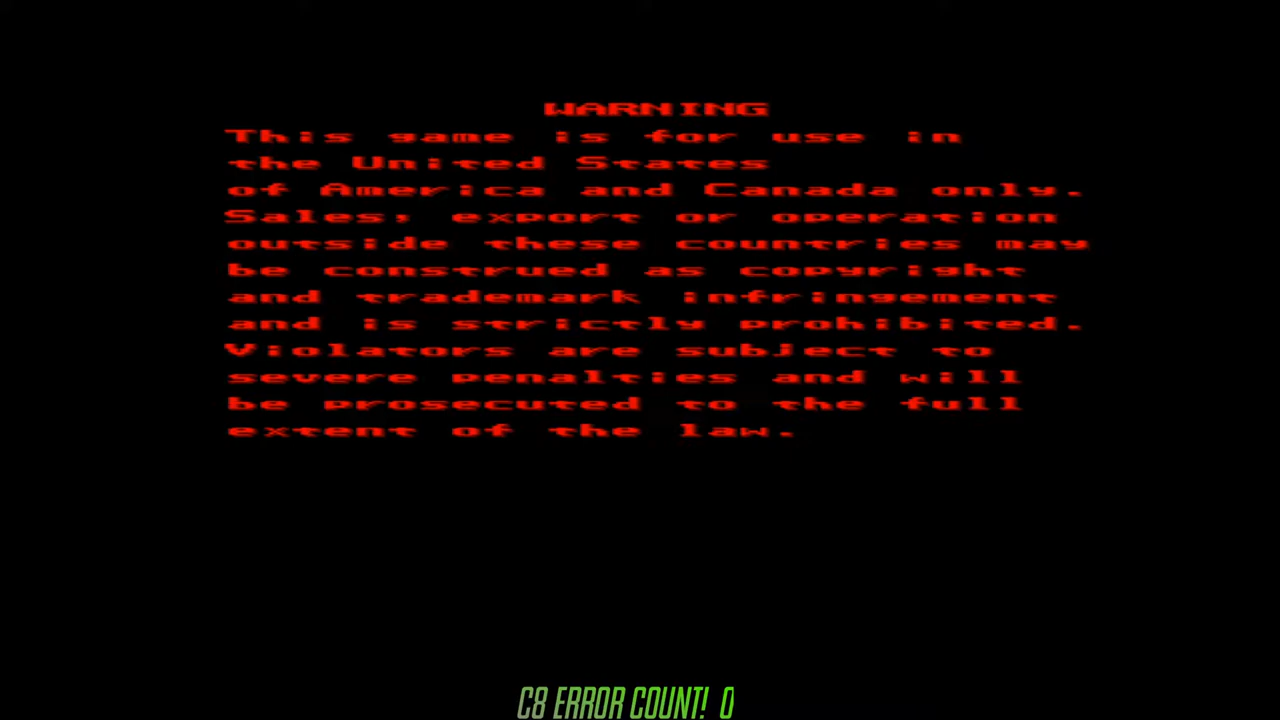 WARNING
This game is for use in
the United States
of America and Canada only.
Sales, export or operation
outside these countries may
be construed as copyright
and trademark infringement
and is strictly prohibited.
Violators are subject to
severe penalties and will
be prosecuted to the full
extent of the law.
C8 ERROR COUNT! 0